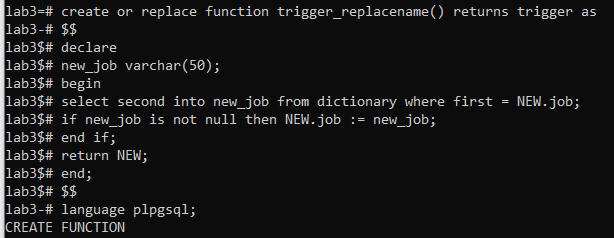 lab3=# create or replace function trigger_replacename() returns trigger as
lab3-# $$
lab3$# declare
lab3$# new_job varchar(50);
lab3$# begin
lab3$# select second into new_job from dictionary where first = NEW.job;
lab3$# if new_job is not null then NEW.job := new_job;
lab3$# end if;
lab3$# return NEW;
lab3$# end;
lab3$# $$
lab3-# language plpgsql;
CREATE FUNCTION